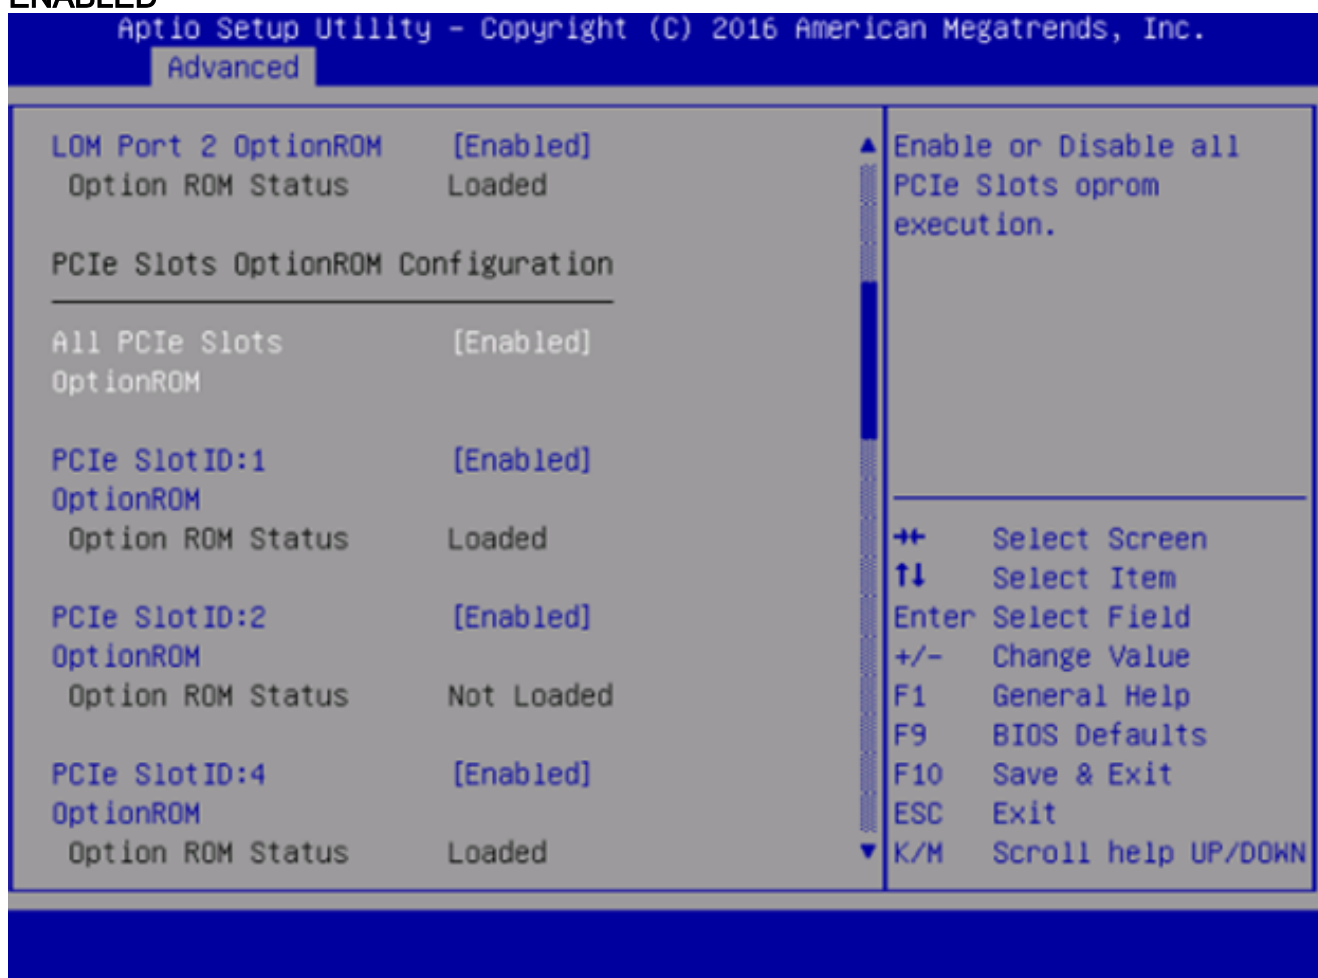 ENABLED
Aptio Setup Utility – Copyright (C) 2016 American Megatrends, Inc.
Advanced
LOM Port 2 OptionROM [Enabled]
Option ROM Status Loaded
PCIe Slots OptionROM Configuration
All PCIe Slots [Enabled]
OptionROM
PCIe SlotID:1 [Enabled]
OptionROM
Option ROM Status Loaded
PCIe SlotID:2 [Enabled]
OptionROM
Option ROM Status Not Loaded
PCIe SlotID:4 [Enabled]
OptionROM
Option ROM Status Loaded
Enable or Disable all
PCIe Slots oprom
execution.
→← Select Screen
↑↓ Select Item
Enter Select Field
+/– Change Value
F1 General Help
F9 BIOS Defaults
F10 Save & Exit
ESC Exit
K/M Scroll help UP/DOWN